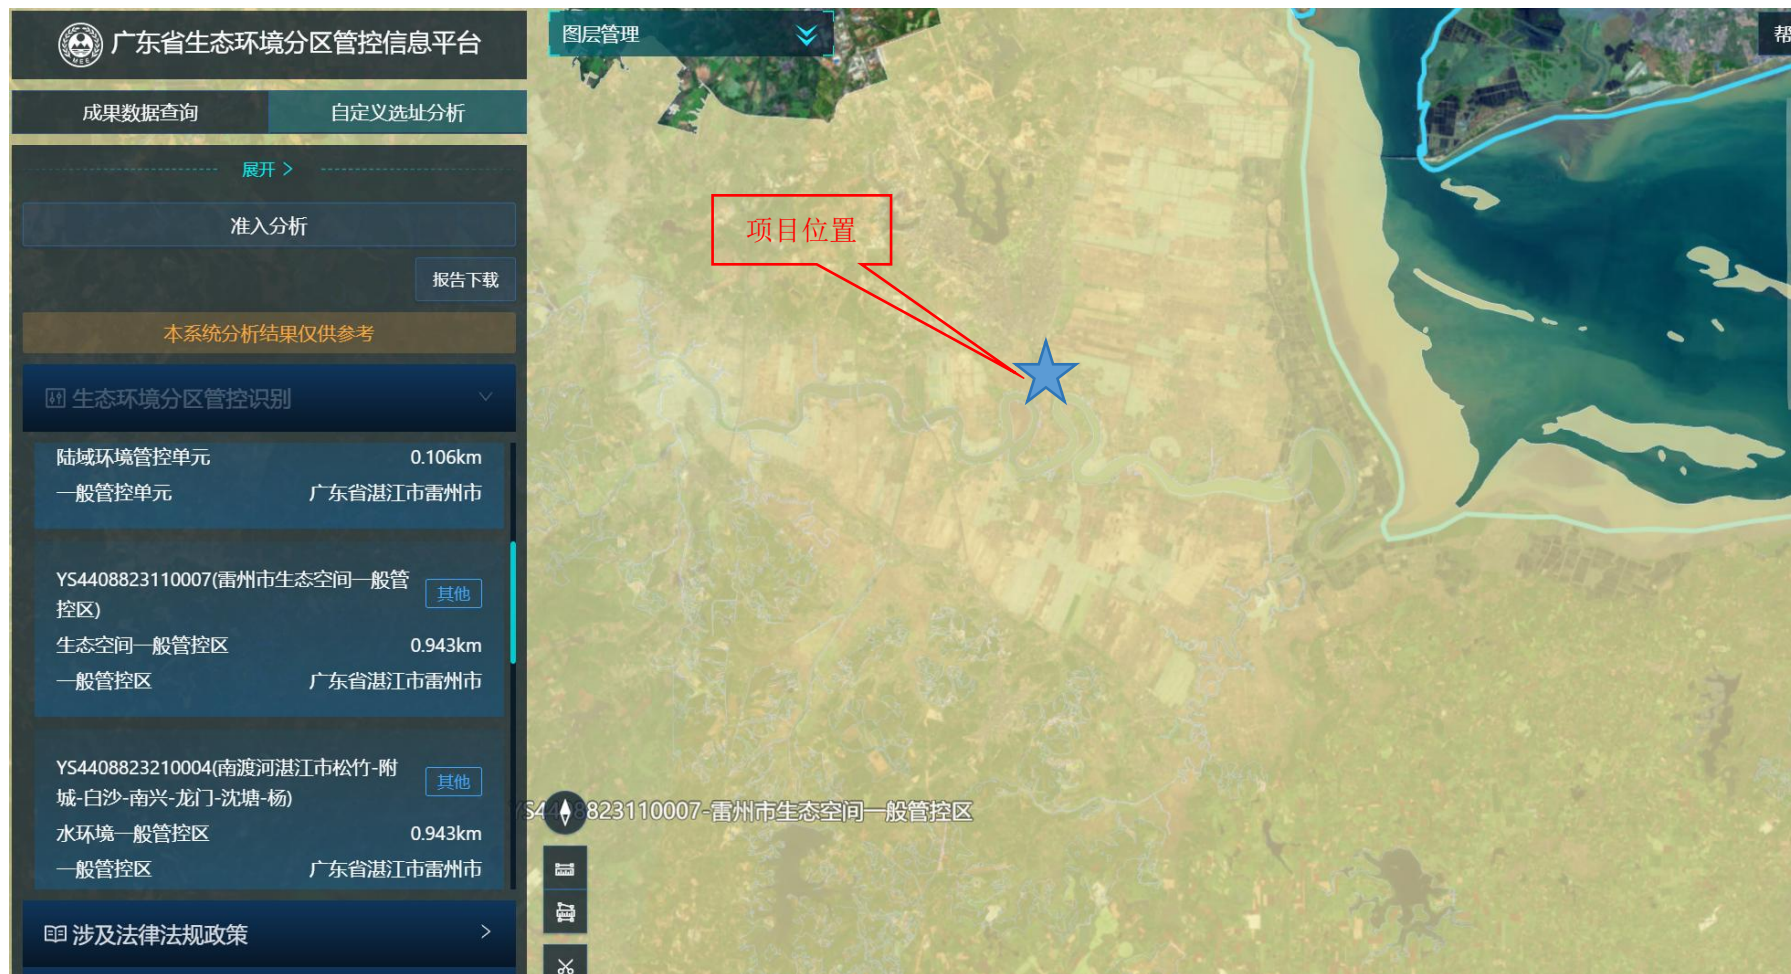 广东省生态环境分区管控信息平台
成果数据查询
自定义选址分析
展开 >
准入分析
报告下载
本系统分析结果仅供参考
生态环境分区管控识别
陆域环境管控单元 0.106km
一般管控单元 广东省湛江市雷州市
YS4408823110007(雷州市生态空间一般管
控区)
其他
生态空间一般管控区 0.943km
一般管控区 广东省湛江市雷州市
YS4408823210004(南渡河湛江市松竹-附
城-白沙-南兴-龙门-沈塘-杨)
其他
水环境一般管控区 0.943km
一般管控区 广东省湛江市雷州市
涉及法律法规政策
图层管理
帮
项目位置
823110007-雷州市生态空间一般管控区